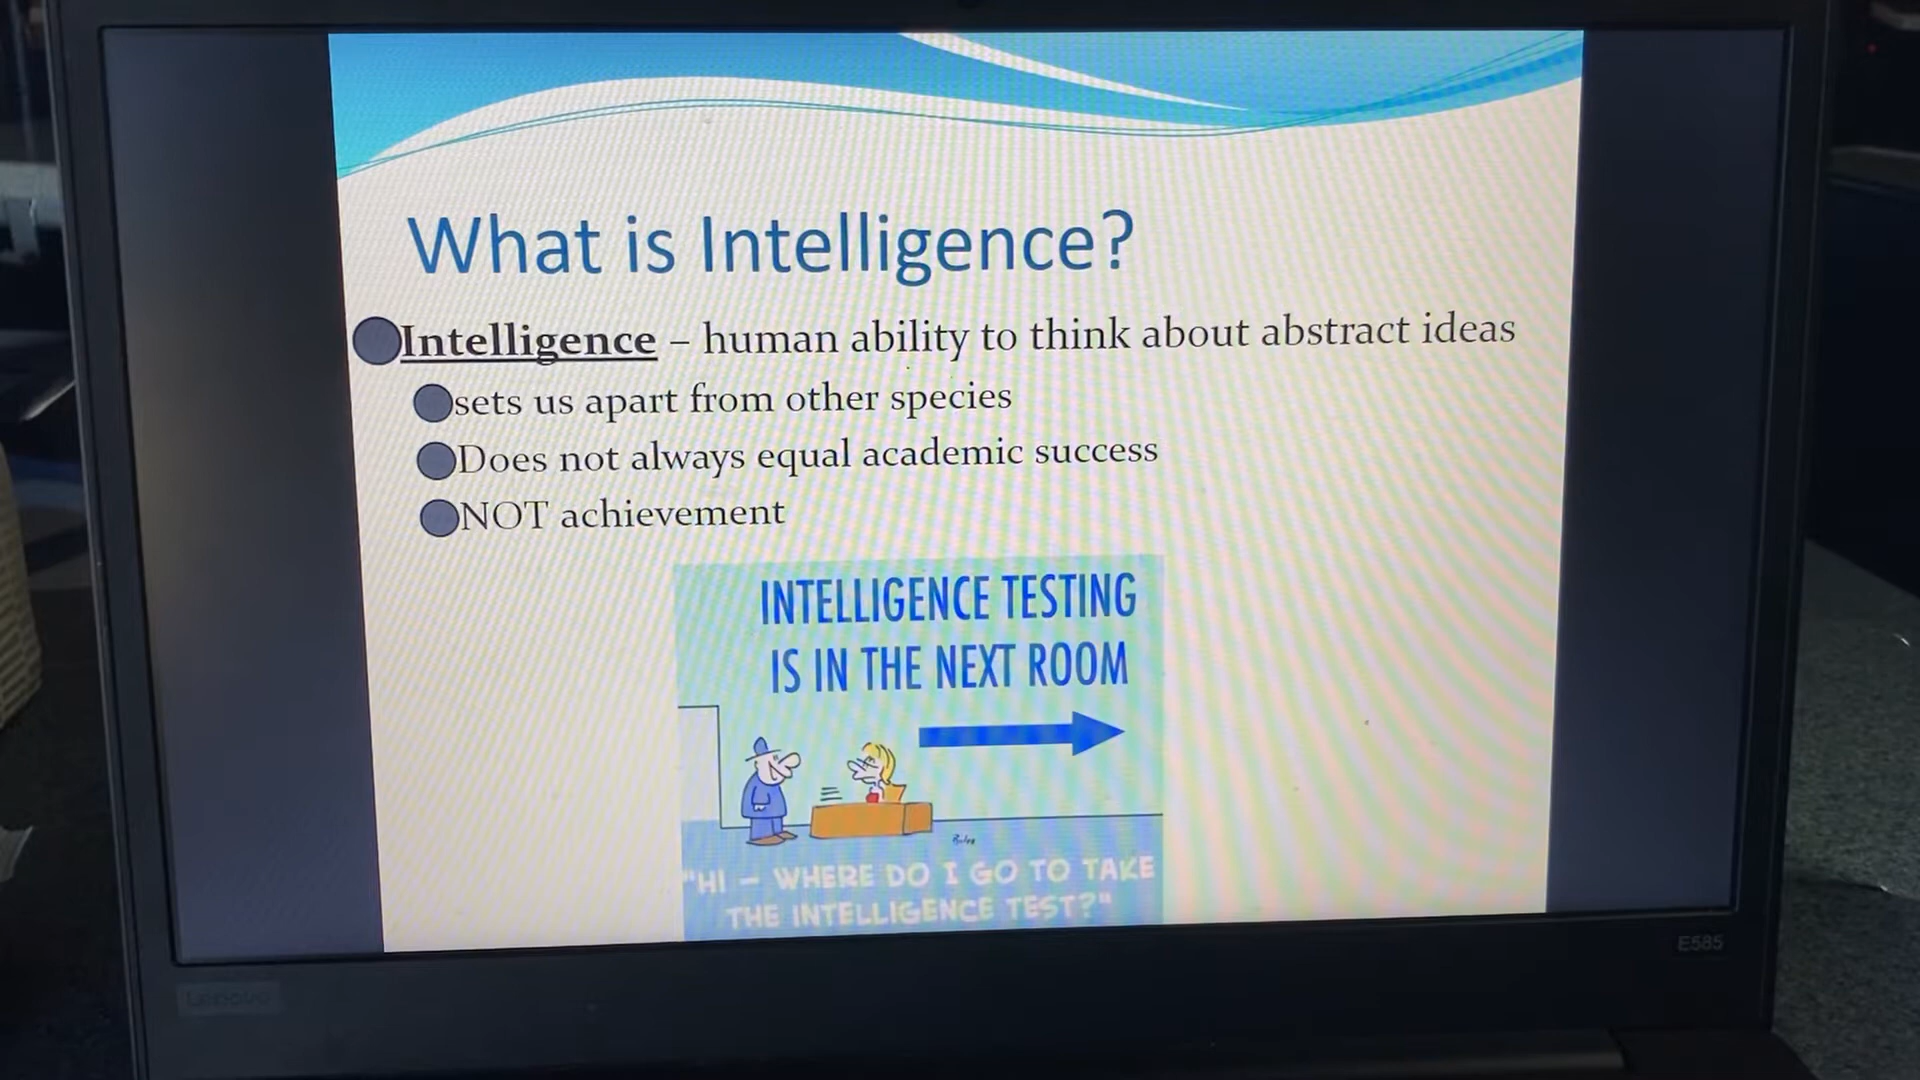 What is Intelligence?
Intelligence – human ability to think about abstract ideas
sets us apart from other species
Does not always equal academic success
NOT achievement
INTELLIGENCE TESTING
IS IN THE NEXT ROOM
"HI – WHERE DO I GO TO TAKE
THE INTELLIGENCE TEST?"
E585
Lenovo